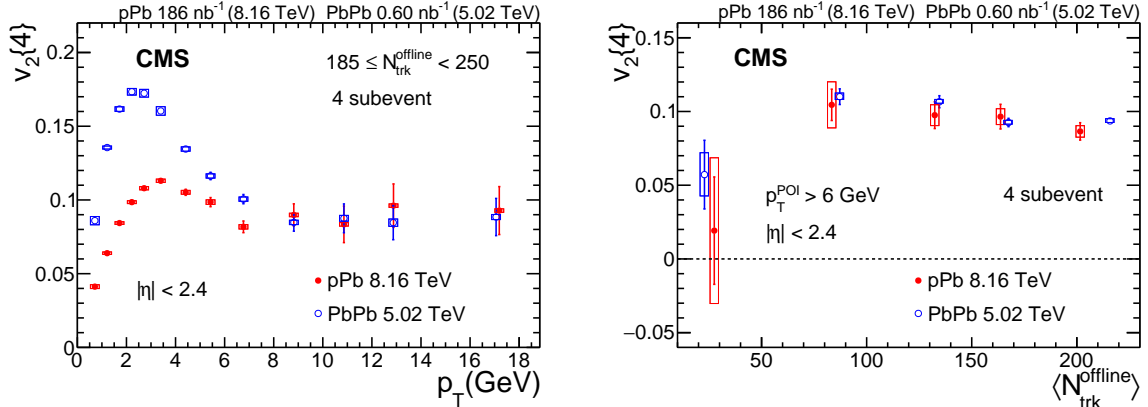 pPb 186 nb⁻¹ (8.16 TeV) PbPb 0.60 nb⁻¹ (5.02 TeV)
CMS
185 ≤ N_trk^offline < 250
4 subevent
|η| < 2.4
pPb 8.16 TeV
PbPb 5.02 TeV
v₂{4}
0.2
0.15
0.1
0.05
0
0 2 4 6 8 10 12 14 16 18
p_T(GeV)
pPb 186 nb⁻¹ (8.16 TeV) PbPb 0.60 nb⁻¹ (5.02 TeV)
CMS
p_T^POI > 6 GeV
4 subevent
|η| < 2.4
pPb 8.16 TeV
PbPb 5.02 TeV
v₂{4}
0.15
0.1
0.05
0
−0.05
50 100 150 200
⟨N_trk^offline⟩